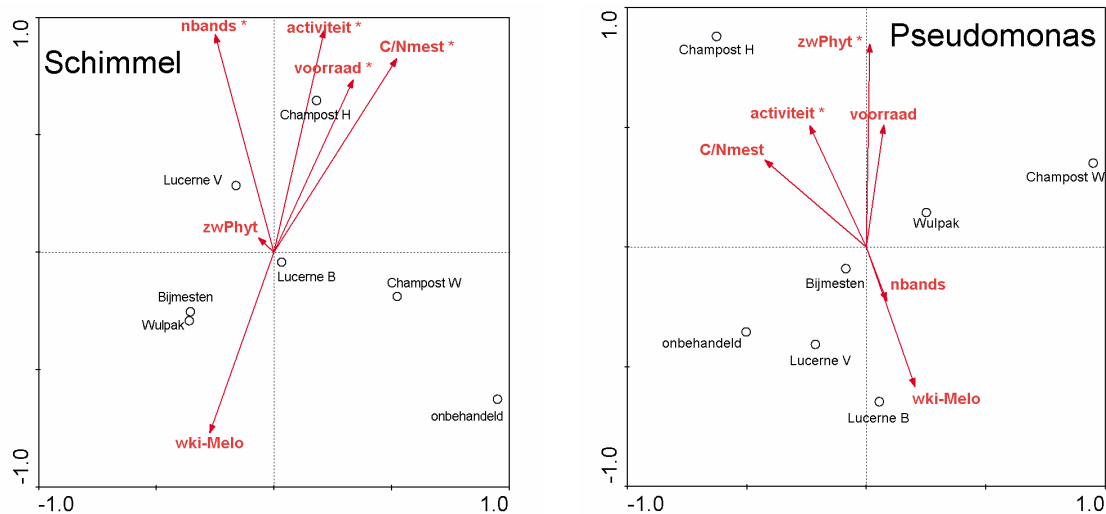 1.0
Schimmel
nbands *
activiteit *
C/Nmest *
voorraad *
Champost H
Lucerne V
zwPhyt
Lucerne B
Champost W
Bijmesten
Wulpak
onbehandeld
wki-Melo
-1.0
-1.0
1.0
1.0
Pseudomonas
Champost H
zwPhyt *
activiteit *
voorraad
C/Nmest
Champost W
Wulpak
Bijmesten
nbands
onbehandeld
Lucerne V
wki-Melo
Lucerne B
-1.0
-1.0
1.0